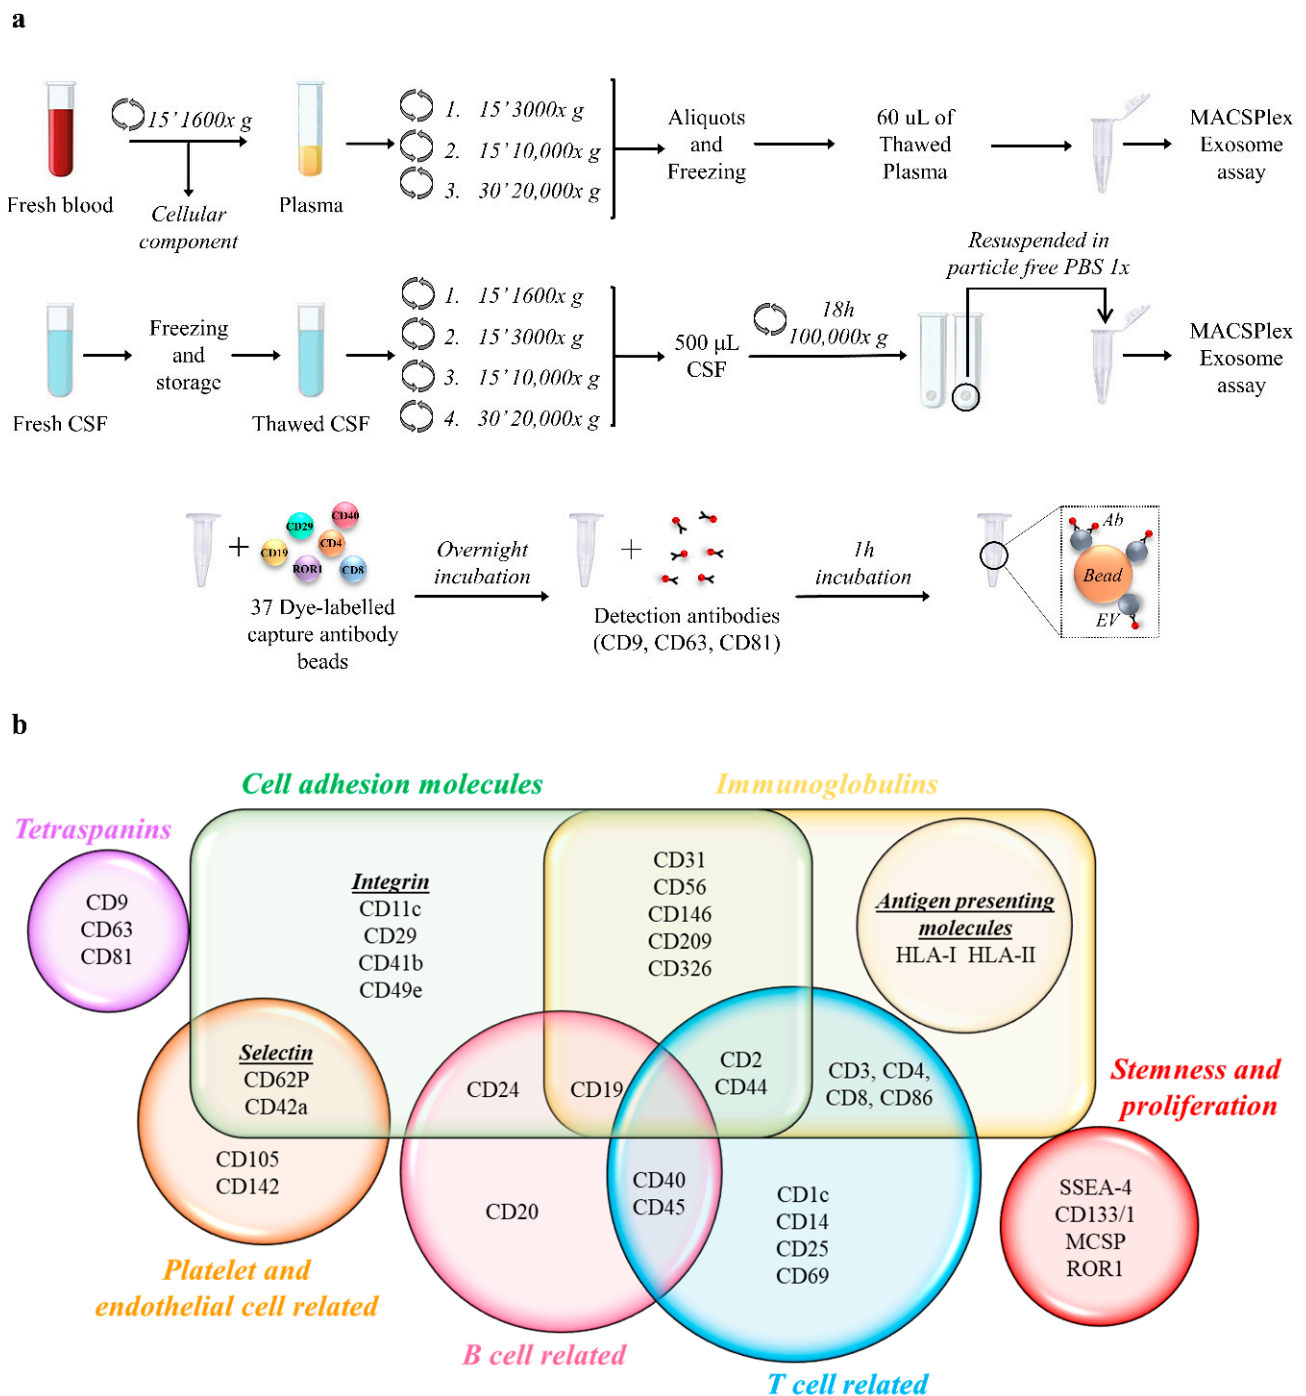 a
Fresh blood
15’ 1600x g
Cellular
component
Plasma
1. 15’ 3000x g
2. 15’ 10,000x g
3. 30’ 20,000x g
Aliquots
and
Freezing
60 uL of
Thawed
Plasma
MACSPlex
Exosome
assay
Fresh CSF
Freezing
and
storage
Thawed CSF
1. 15’ 1600x g
2. 15’ 3000x g
3. 15’ 10,000x g
4. 30’ 20,000x g
500 μL
CSF
18h
100,000x g
Resuspended in
particle free PBS 1x
MACSPlex
Exosome
assay
+
CD29
CD40
CD19
CD4
ROR1
CD8
37 Dye-labelled
capture antibody
beads
Overnight
incubation
+
Detection antibodies
(CD9, CD63, CD81)
1h
incubation
Ab
Bead
EV
b
Cell adhesion molecules
Immunoglobulins
Tetraspanins
CD9
CD63
CD81
Integrin
CD11c
CD29
CD41b
CD49e
CD31
CD56
CD146
CD209
CD326
Antigen presenting
molecules
HLA-I HLA-II
Selectin
CD62P
CD42a
CD105
CD142
CD24
CD19
CD2
CD44
CD3, CD4,
CD8, CD86
CD20
CD40
CD45
CD1c
CD14
CD25
CD69
Stemness and
proliferation
SSEA-4
CD133/1
MCSP
ROR1
Platelet and
endothelial cell related
B cell related
T cell related